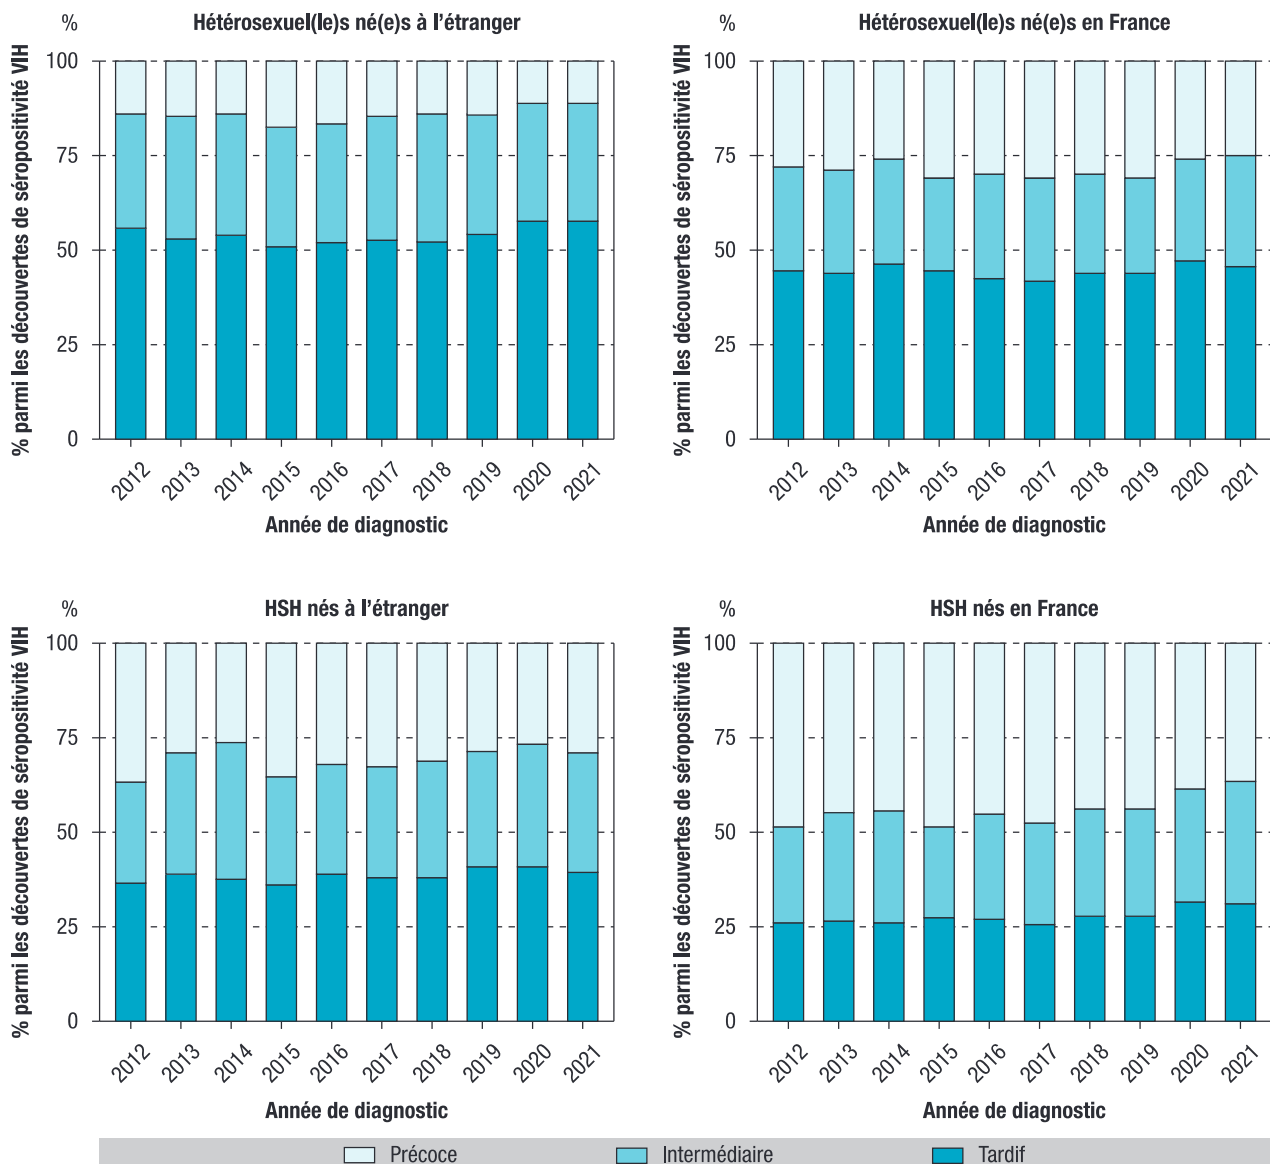 %
Hétérosexuel(le)s né(e)s à l'étranger
% parmi les découvertes de séropositivité VIH
100
75
50
25
0
2012 2013 2014 2015 2016 2017 2018 2019 2020 2021
Année de diagnostic
%
Hétérosexuel(le)s né(e)s en France
% parmi les découvertes de séropositivité VIH
100
75
50
25
0
2012 2013 2014 2015 2016 2017 2018 2019 2020 2021
Année de diagnostic
%
HSH nés à l'étranger
% parmi les découvertes de séropositivité VIH
100
75
50
25
0
2012 2013 2014 2015 2016 2017 2018 2019 2020 2021
Année de diagnostic
%
HSH nés en France
% parmi les découvertes de séropositivité VIH
100
75
50
25
0
2012 2013 2014 2015 2016 2017 2018 2019 2020 2021
Année de diagnostic
Précoce Intermédiaire Tardif